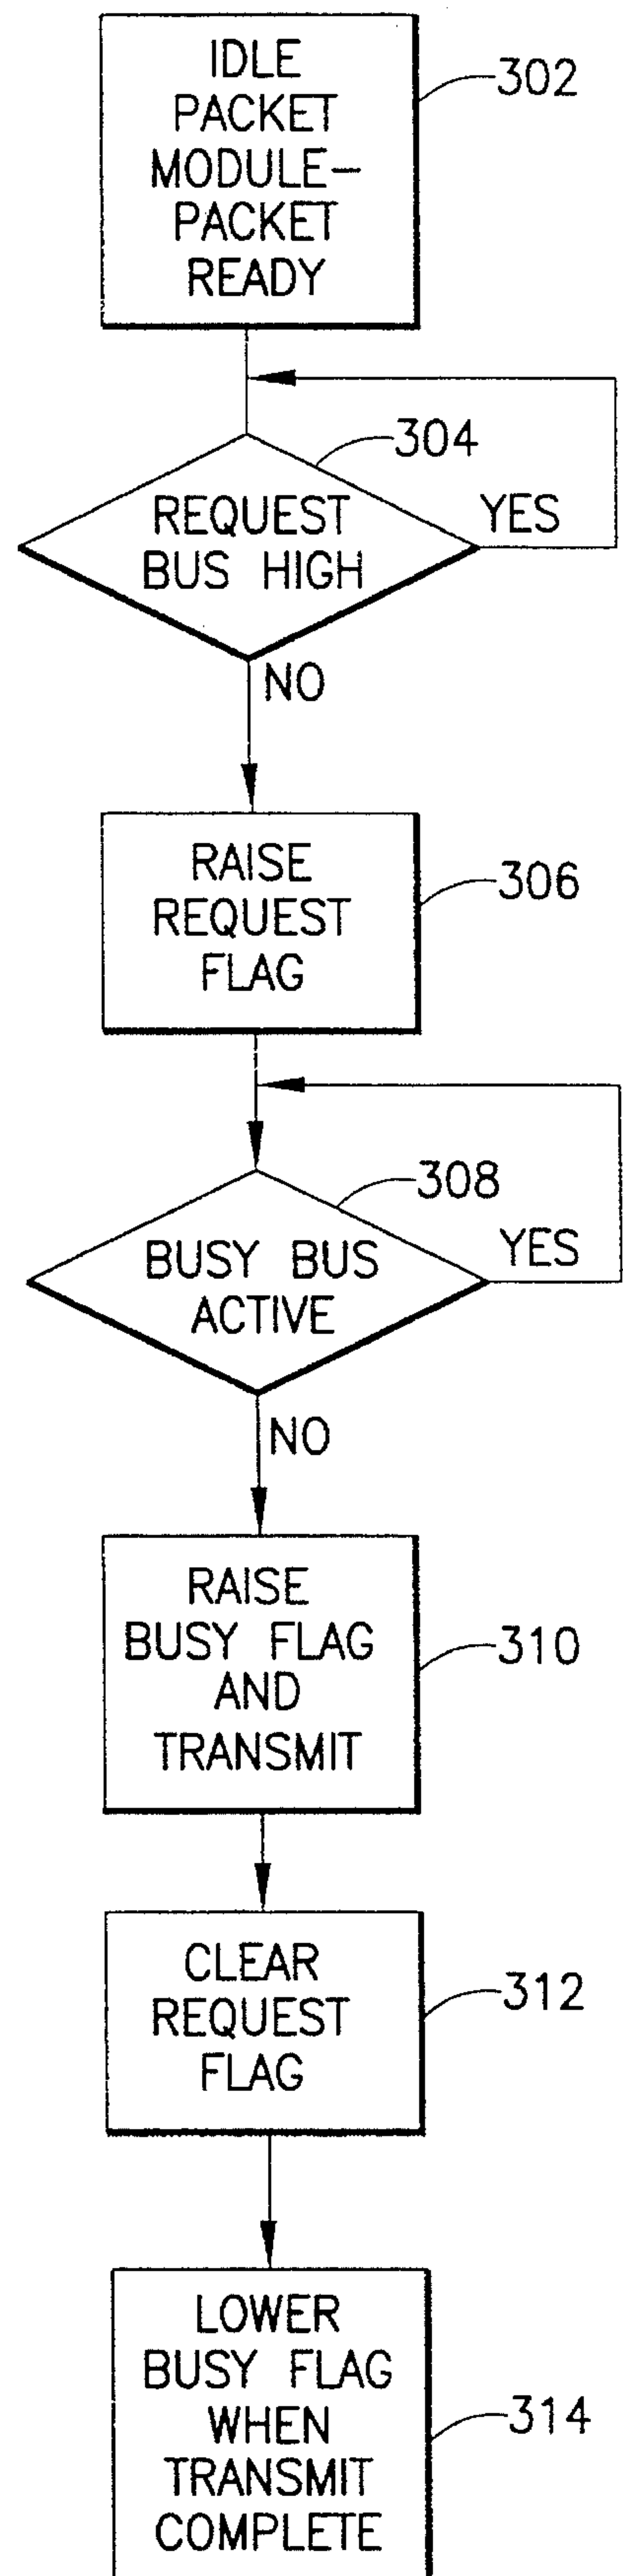 IDLE
PACKET
MODULE-
PACKET
READY
302
304
REQUEST
BUS HIGH
YES
NO
RAISE
REQUEST
FLAG
306
308
BUSY BUS
ACTIVE
YES
NO
RAISE
BUSY FLAG
AND
TRANSMIT
310
CLEAR
REQUEST
FLAG
312
LOWER
BUSY FLAG
WHEN
TRANSMIT
COMPLETE
314